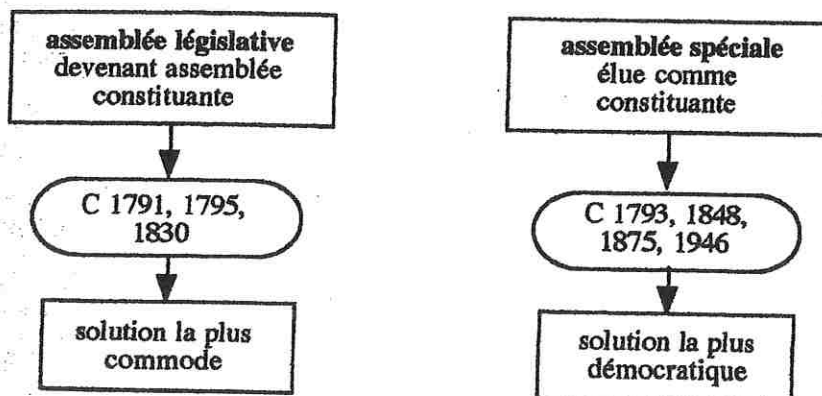 assemblée législative
devenant assemblée
constituante
C 1791, 1795,
1830
solution la plus
commode
assemblée spéciale
élue comme
constituante
C 1793, 1848,
1875, 1946
solution la plus
démocratique